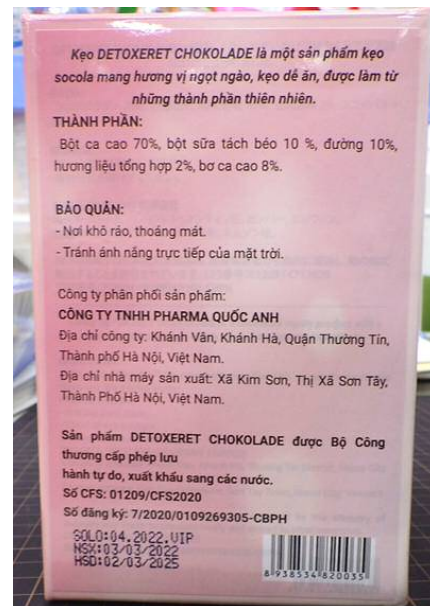 Kẹo DETOXERET CHOKOLADE là một sản phẩm kẹo
socola mang hương vị ngọt ngào, kẹo dễ ăn, được làm từ
những thành phần thiên nhiên.
THÀNH PHẦN:
Bột ca cao 70%, bột sữa tách béo 10 %, đường 10%,
hương liệu tổng hợp 2%, bơ ca cao 8%.
BẢO QUẢN:
- Nơi khô ráo, thoáng mát.
- Tránh ánh nắng trực tiếp của mặt trời.
Công ty phân phối sản phẩm:
CÔNG TY TNHH PHARMA QUỐC ANH
Địa chỉ công ty: Khánh Vân, Khánh Hà, Quận Thường Tín,
Thành phố Hà Nội, Việt Nam.
Địa chỉ nhà máy sản xuất: Xã Kim Sơn, Thị Xã Sơn Tây,
Thành Phố Hà Nội, Việt Nam.
Sản phẩm DETOXERET CHOKOLADE được Bộ Công
thương cấp phép lưu
hành tự do, xuất khẩu sang các nước.
Số CFS: 01209/CFS2020
Số đăng ký: 7/2020/0109269305-CBPH
SOLO:04.2022.VIP
NSX:03/03/2022
HSD:02/03/2025
8 938534 820035